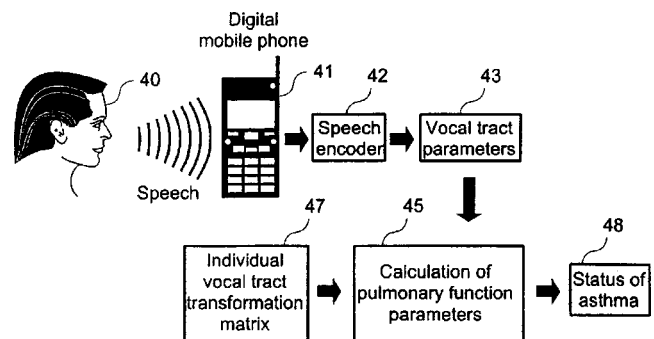 Digital
mobile phone
40
41
42
43
Speech
encoder
Vocal tract
parameters
Speech
47
45
48
Individual
vocal tract
transformation
matrix
Calculation of
pulmonary function
parameters
Status of
asthma